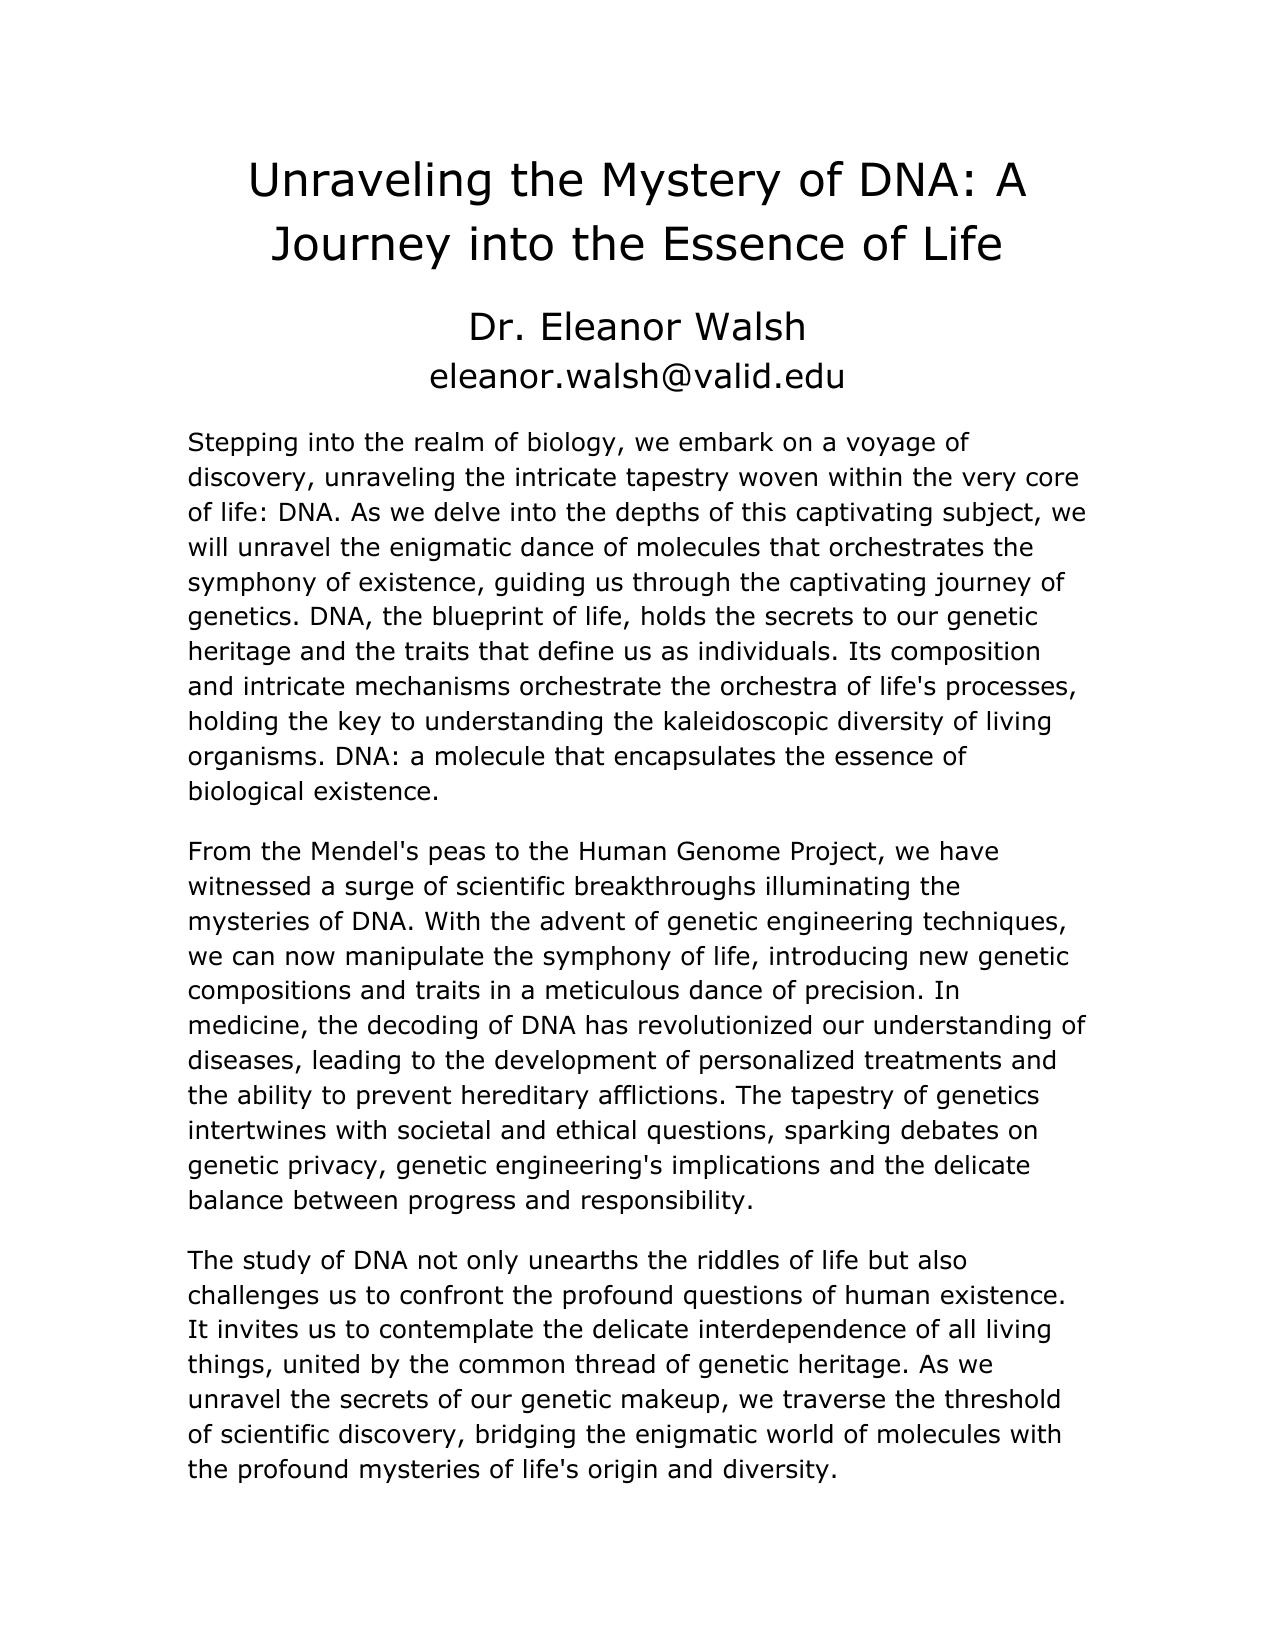 Unraveling the Mystery of DNA: A
Journey into the Essence of Life
Dr. Eleanor Walsh
eleanor.walsh@valid.edu
Stepping into the realm of biology, we embark on a voyage of
discovery, unraveling the intricate tapestry woven within the very core
of life: DNA. As we delve into the depths of this captivating subject, we
will unravel the enigmatic dance of molecules that orchestrates the
symphony of existence, guiding us through the captivating journey of
genetics. DNA, the blueprint of life, holds the secrets to our genetic
heritage and the traits that define us as individuals. Its composition
and intricate mechanisms orchestrate the orchestra of life's processes,
holding the key to understanding the kaleidoscopic diversity of living
organisms. DNA: a molecule that encapsulates the essence of
biological existence.
From the Mendel's peas to the Human Genome Project, we have
witnessed a surge of scientific breakthroughs illuminating the
mysteries of DNA. With the advent of genetic engineering techniques,
we can now manipulate the symphony of life, introducing new genetic
compositions and traits in a meticulous dance of precision. In
medicine, the decoding of DNA has revolutionized our understanding of
diseases, leading to the development of personalized treatments and
the ability to prevent hereditary afflictions. The tapestry of genetics
intertwines with societal and ethical questions, sparking debates on
genetic privacy, genetic engineering's implications and the delicate
balance between progress and responsibility.
The study of DNA not only unearths the riddles of life but also
challenges us to confront the profound questions of human existence.
It invites us to contemplate the delicate interdependence of all living
things, united by the common thread of genetic heritage. As we
unravel the secrets of our genetic makeup, we traverse the threshold
of scientific discovery, bridging the enigmatic world of molecules with
the profound mysteries of life's origin and diversity.